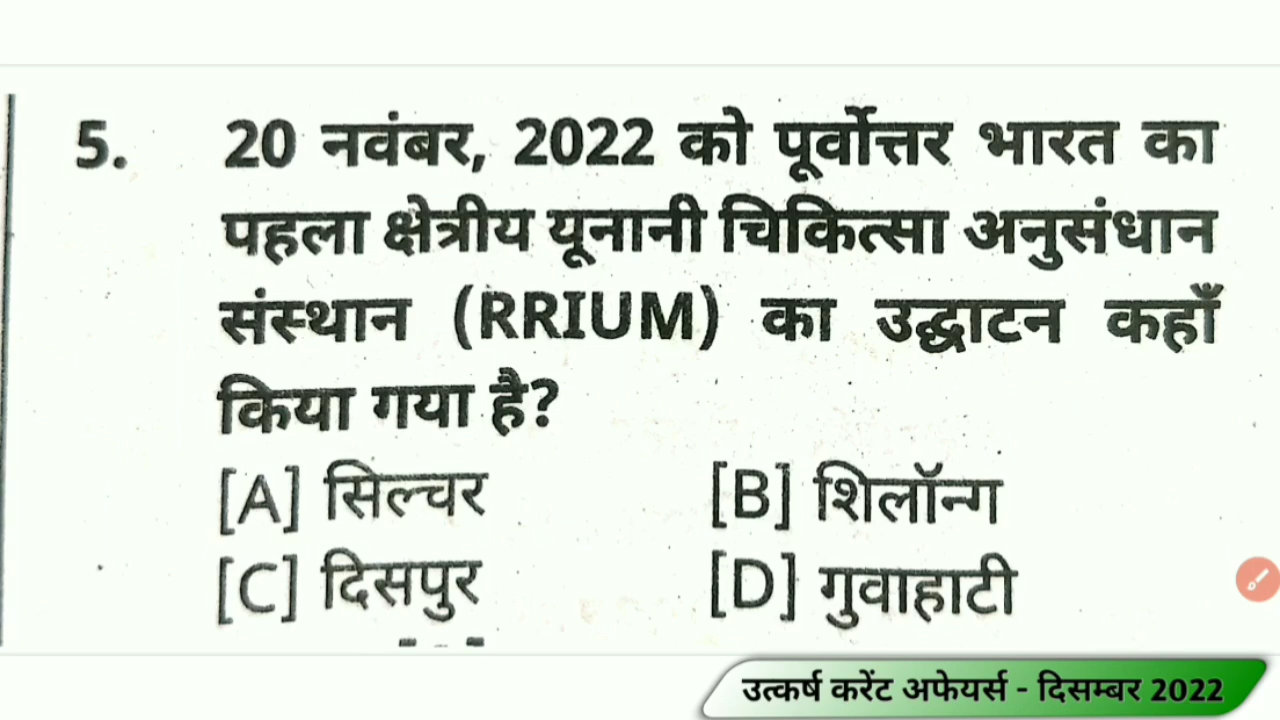 5. 20 नवंबर, 2022 को पूर्वोत्तर भारत का
पहला क्षेत्रीय यूनानी चिकित्सा अनुसंधान
संस्थान (RRIUM) का उद्घाटन कहाँ
किया गया है?
[A] सिल्चर [B] शिलॉन्ग
[C] दिसपुर [D] गुवाहाटी
उत्कर्ष करेंट अफेयर्स - दिसम्बर 2022